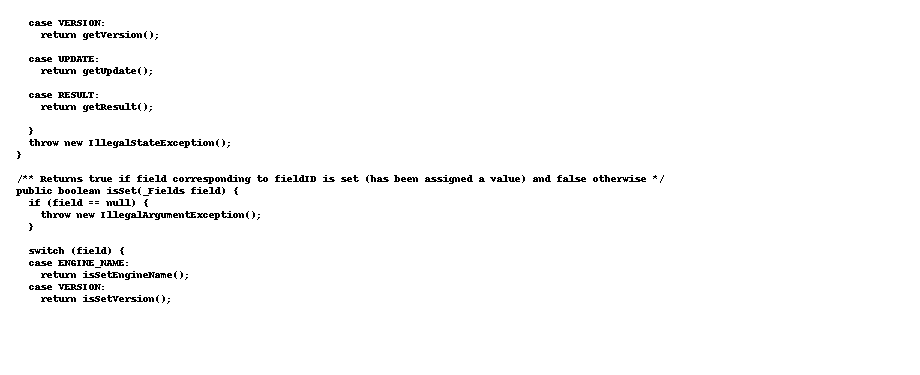 case VERSION:
return getVersion();
case UPDATE:
return getUpdate();
case RESULT:
return getResult();
}
throw new IllegalStateException();
}
/** Returns true if field corresponding to fieldID is set (has been assigned a value) and false otherwise */
public boolean isSet(_Fields field) {
if (field == null) {
throw new IllegalArgumentException();
}
switch (field) {
case ENGINE_NAME:
return isSetEngineName();
case VERSION:
return isSetVersion();